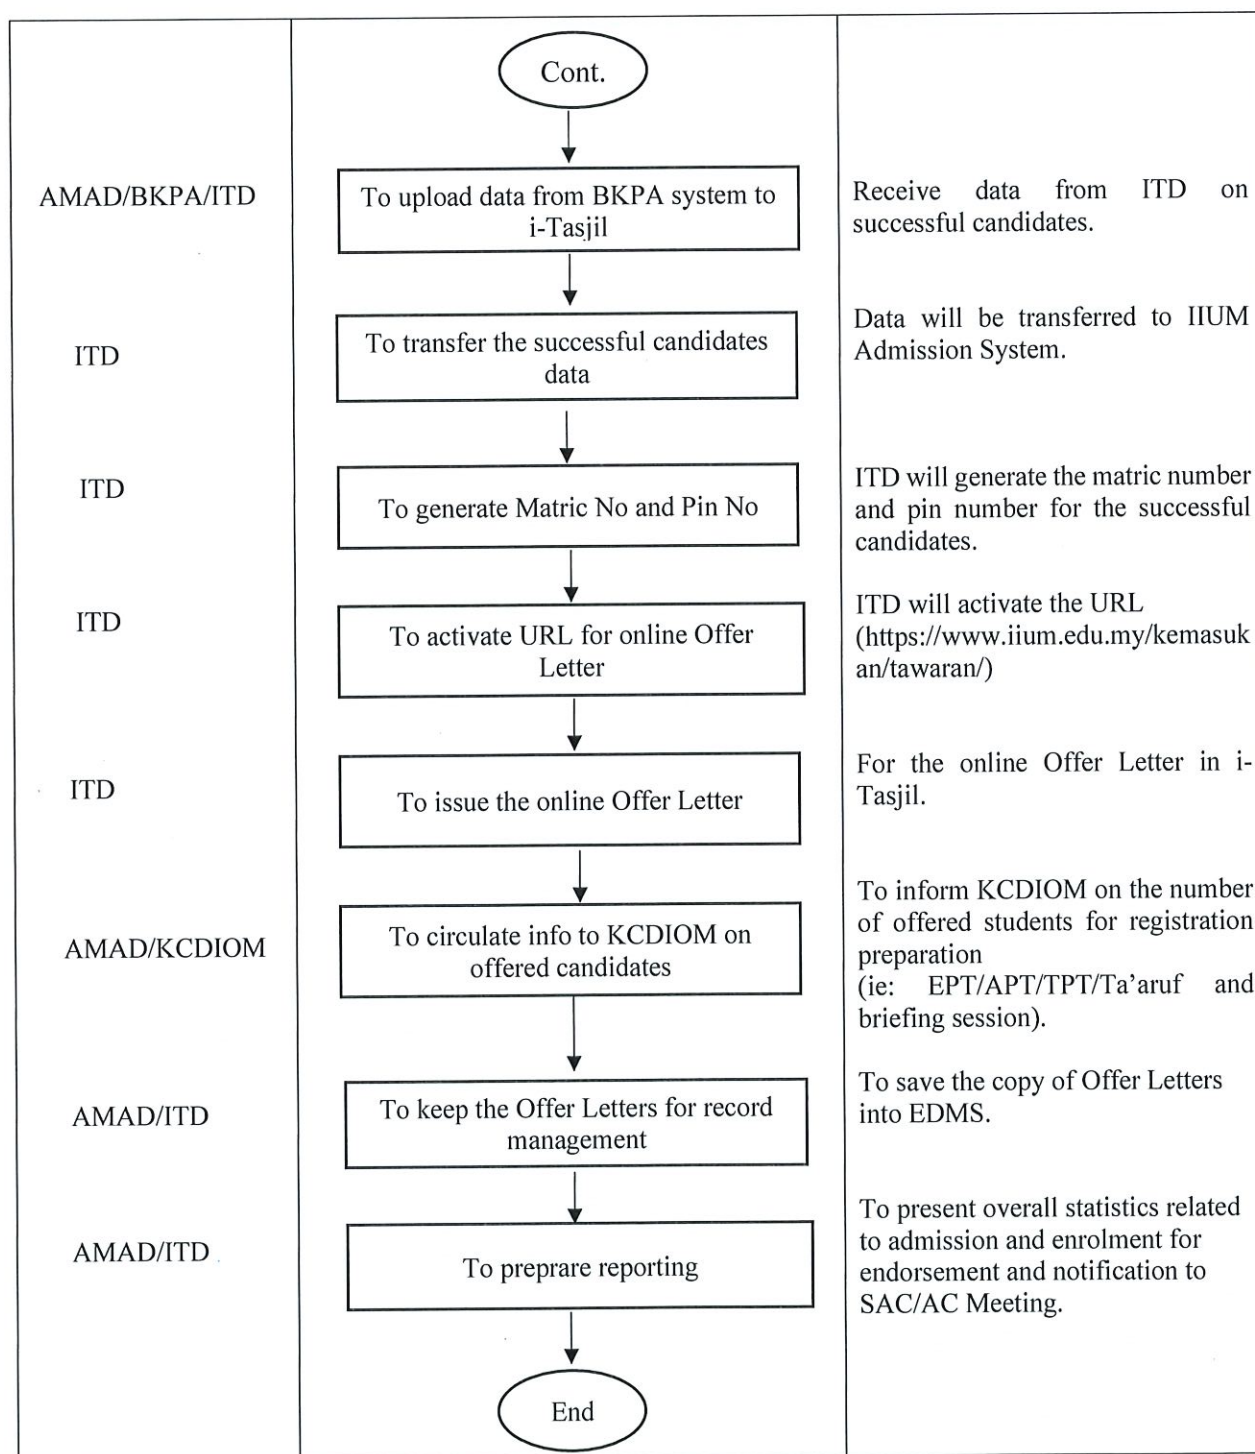 Cont.
AMAD/BKPA/ITD
To upload data from BKPA system to
i-Tasjil
Receive data from ITD on
successful candidates.
ITD
To transfer the successful candidates
data
Data will be transferred to IIUM
Admission System.
ITD
To generate Matric No and Pin No
ITD will generate the matric number
and pin number for the successful
candidates.
ITD
To activate URL for online Offer
Letter
ITD will activate the URL
(https://www.iium.edu.my/kemasuk
an/tawaran/)
ITD
To issue the online Offer Letter
For the online Offer Letter in i-
Tasjil.
AMAD/KCDIOM
To circulate info to KCDIOM on
offered candidates
To inform KCDIOM on the number
of offered students for registration
preparation
(ie: EPT/APT/TPT/Ta'aruf and
briefing session).
AMAD/ITD
To keep the Offer Letters for record
management
To save the copy of Offer Letters
into EDMS.
AMAD/ITD
To preprare reporting
To present overall statistics related
to admission and enrolment for
endorsement and notification to
SAC/AC Meeting.
End